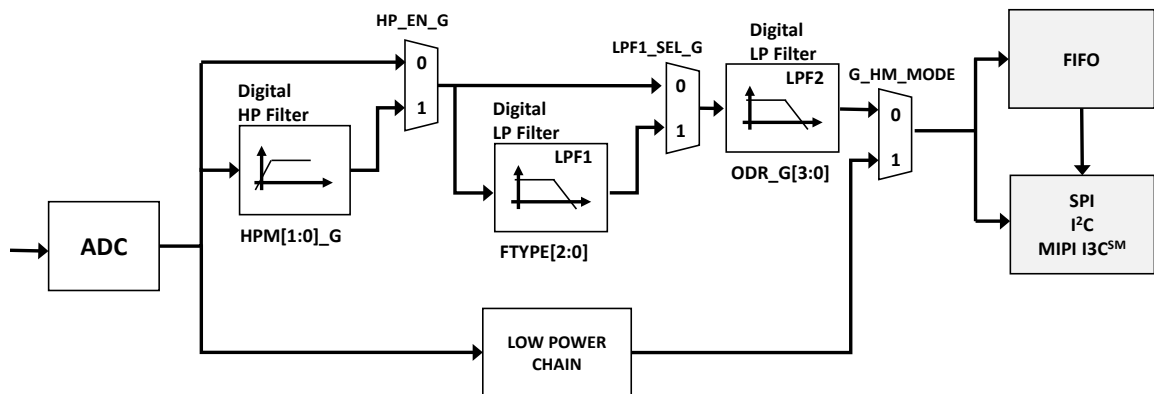 HP_EN_G
0
1
Digital
HP Filter
HPM[1:0]_G
ADC
Digital
LP Filter
LPF1
FTYPE[2:0]
LPF1_SEL_G
0
1
Digital
LP Filter
LPF2
ODR_G[3:0]
G_HM_MODE
0
1
LOW POWER
CHAIN
FIFO
SPI
I²C
MIPI I3Cˢᴹ